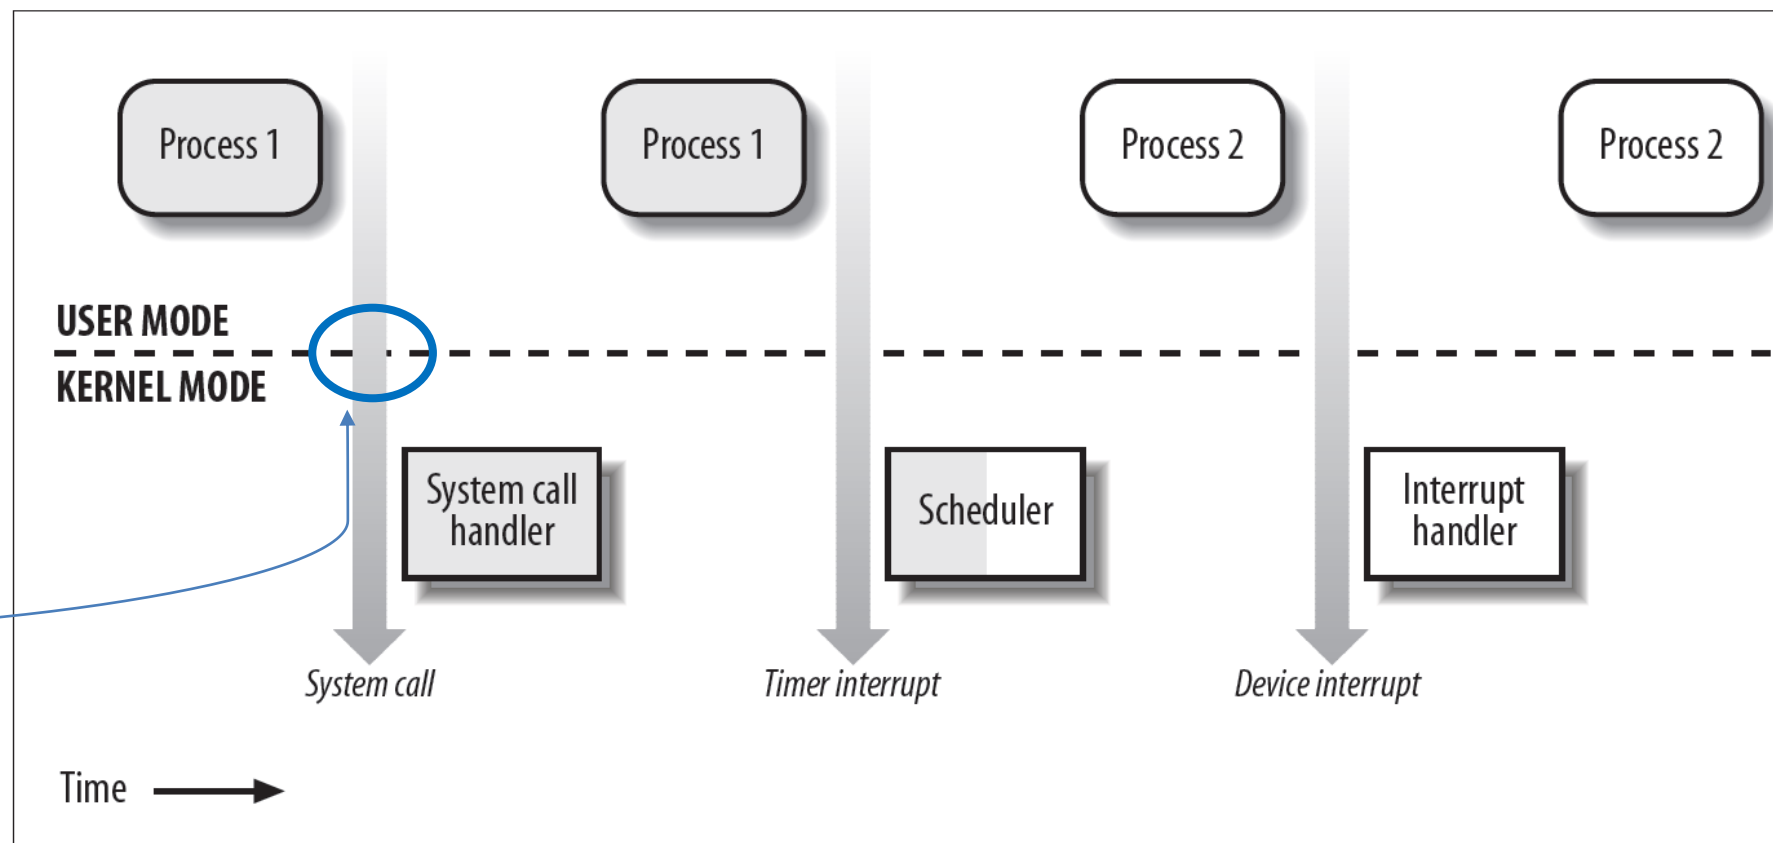 Process 1
Process 1
Process 2
Process 2
USER MODE
KERNEL MODE
System call
handler
Scheduler
Interrupt
handler
System call
Timer interrupt
Device interrupt
Time